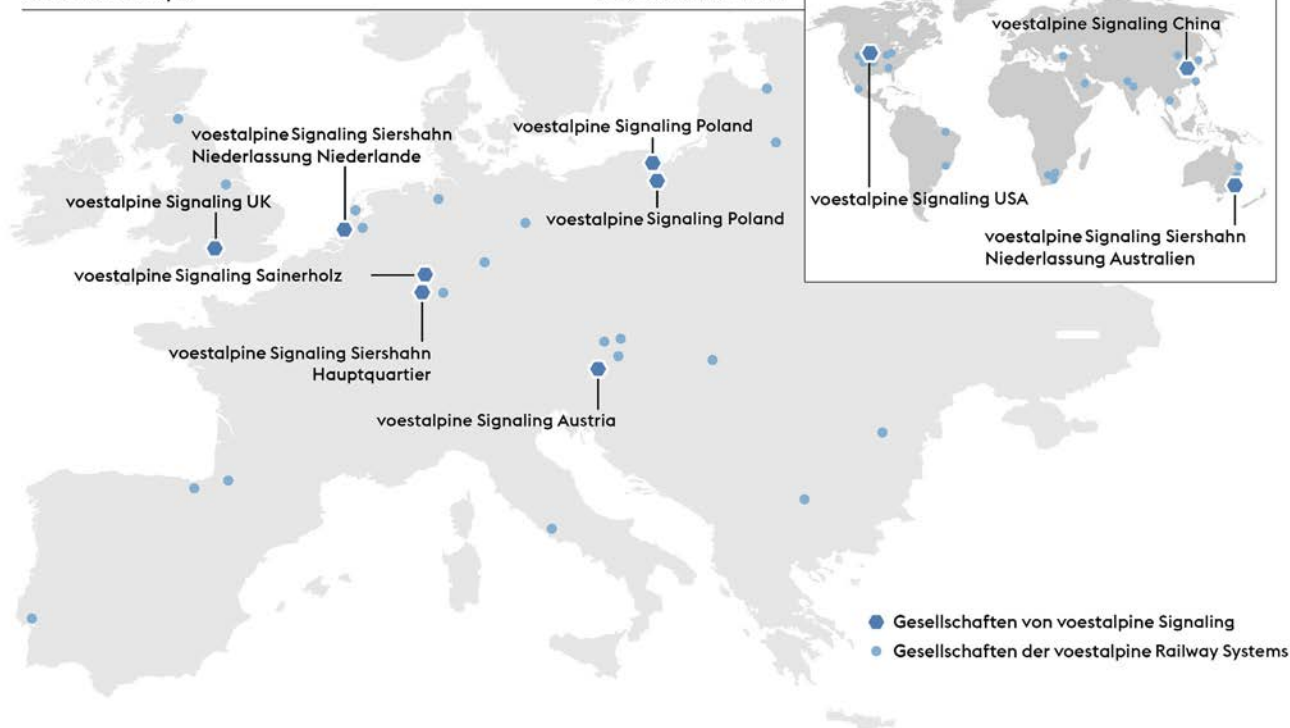 voestalpine Signaling China
voestalpine Signaling Siershahn
Niederlassung Niederlande
voestalpine Signaling Poland
voestalpine Signaling UK
voestalpine Signaling USA
voestalpine Signaling Poland
voestalpine Signaling Siershahn
Niederlassung Australien
voestalpine Signaling Sainerholz
voestalpine Signaling Siershahn
Hauptquartier
voestalpine Signaling Austria
Gesellschaften von voestalpine Signaling
Gesellschaften der voestalpine Railway Systems